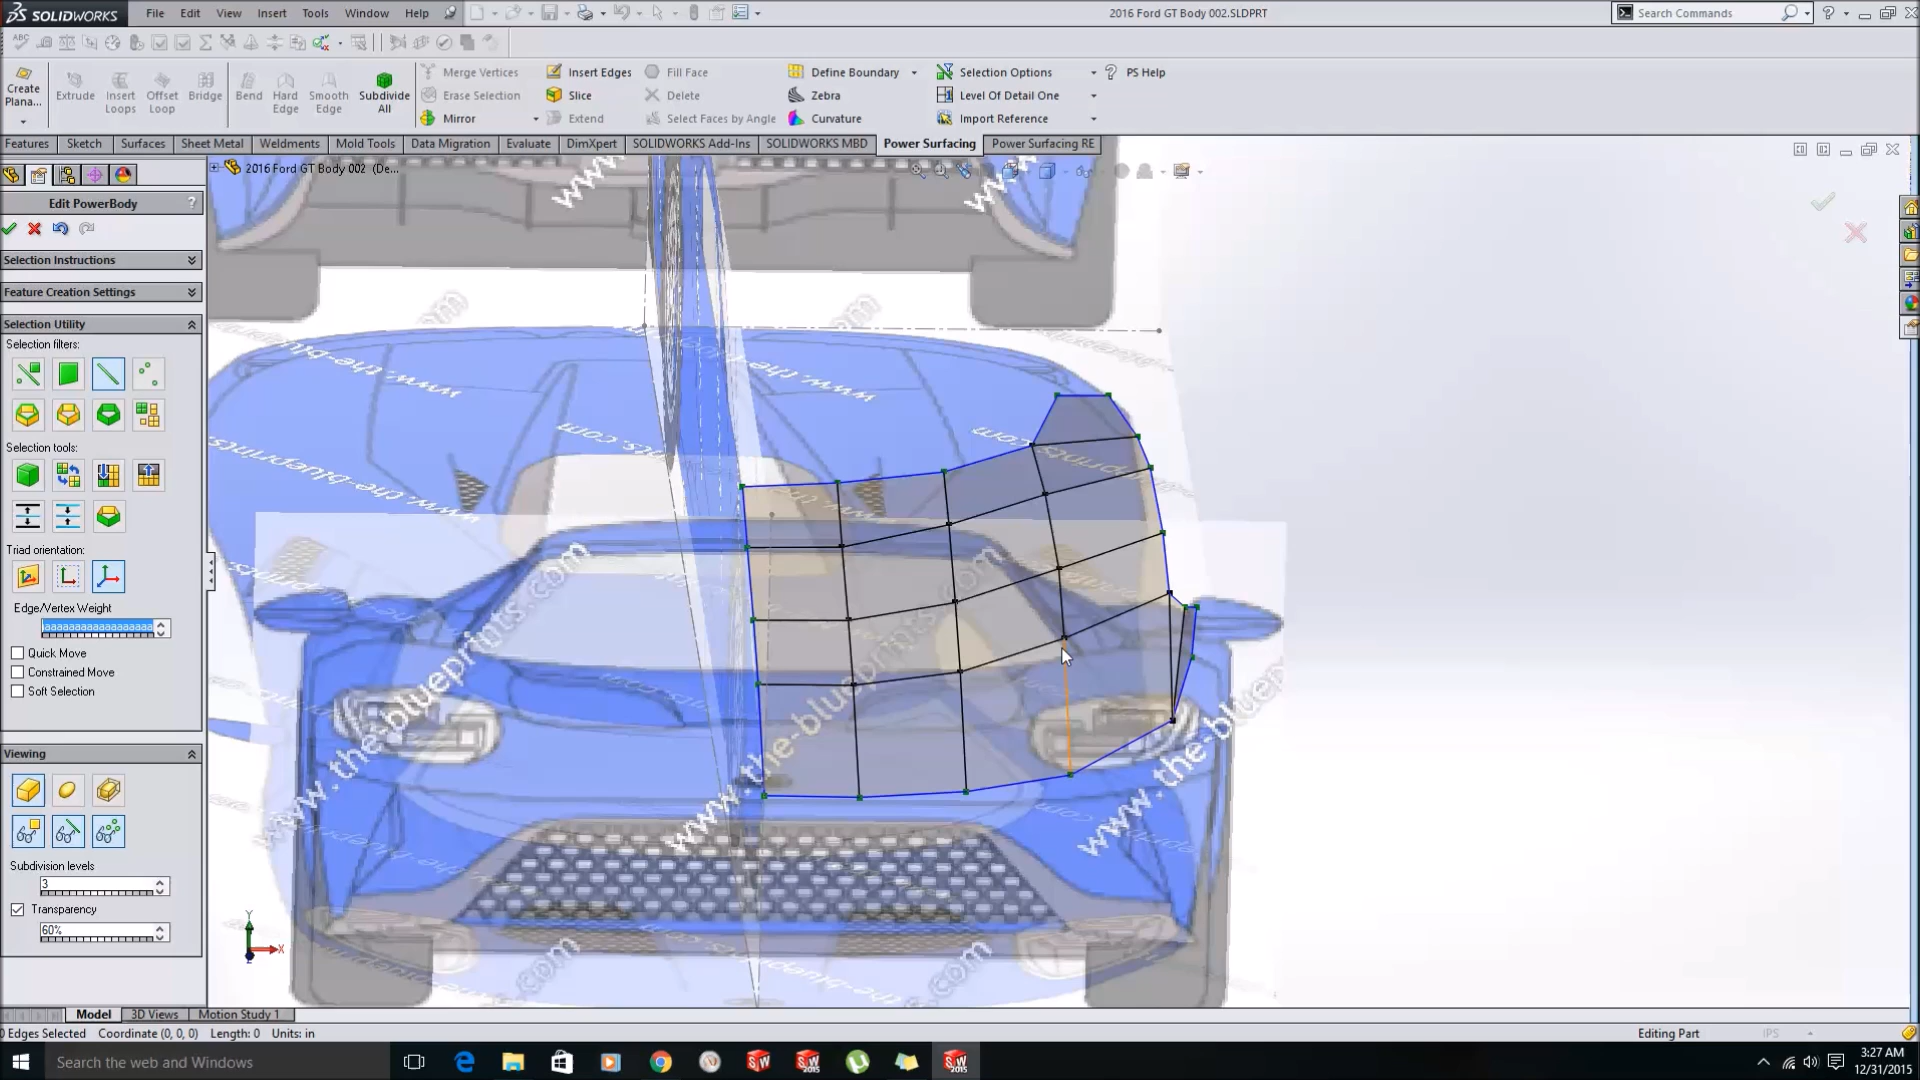 SOLIDWORKS File Edit View Insert Tools Window Help 2016 Ford GT Body 002.SLDPRT Search Commands
Create Plana... Extrude Insert Loops Offset Loop Bridge Bend Hard Edge Smooth Edge Subdivide All
Merge Vertices Insert Edges Fill Face Define Boundary Selection Options PS Help
Erase Selection Slice Delete Zebra Level Of Detail One
Mirror Extend Select Faces by Angle Curvature Import Reference
Features Sketch Surfaces Sheet Metal Weldments Mold Tools Data Migration Evaluate DimXpert SOLIDWORKS Add-Ins SOLIDWORKS MBD Power Surfacing Power Surfacing RE
2016 Ford GT Body 002 (De...
Edit PowerBody ?
Selection Instructions
Feature Creation Settings
Selection Utility
Selection filters:
Selection tools:
Triad orientation:
Edge/Vertex Weight
Quick Move
Constrained Move
Soft Selection
Viewing
Subdivision levels
3
Transparency
60%
www.the-blueprints.com
www.the-blueprints.com
Y
X
Model 3D Views Motion Study 1
0 Edges Selected Coordinate (0, 0, 0) Length: 0 Units: in Editing Part IPS
Search the web and Windows
3:27 AM
12/31/2015